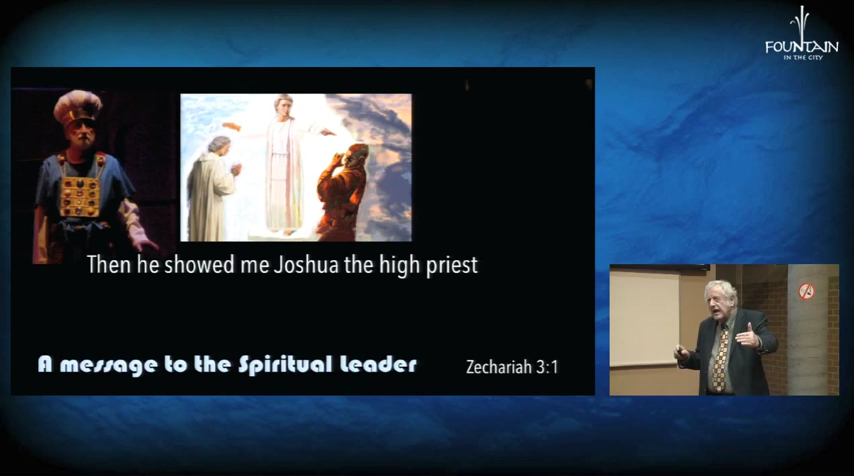 FOUNTAIN
IN THE CITY
Then he showed me Joshua the high priest
A message to the Spiritual Leader
Zechariah 3:1